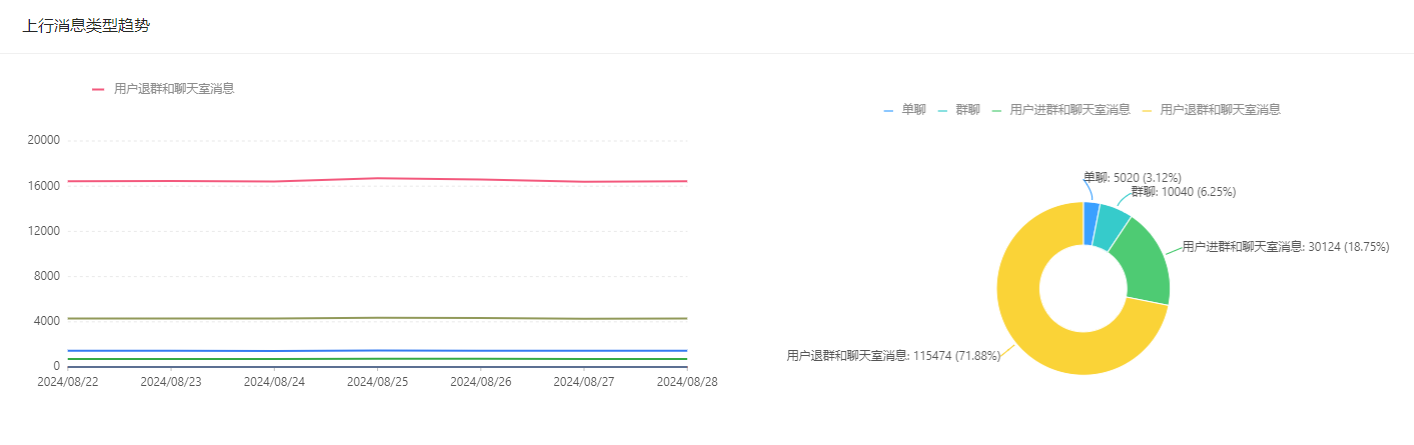 上行消息类型趋势
用户退群和聊天室消息
20000
16000
12000
8000
4000
0
2024/08/22 2024/08/23 2024/08/24 2024/08/25 2024/08/26 2024/08/27 2024/08/28
单聊 群聊 用户进群和聊天室消息 用户退群和聊天室消息
单聊: 5020 (3.12%)
群聊: 10040 (6.25%)
用户进群和聊天室消息: 30124 (18.75%)
用户退群和聊天室消息: 115474 (71.88%)